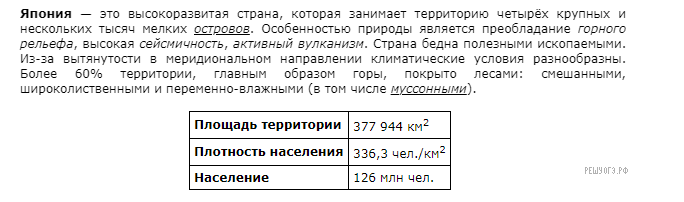 Япония — это высокоразвитая страна, которая занимает территорию четырёх крупных и
нескольких тысяч мелких островов. Особенностью природы является преобладание горного
рельефа, высокая сейсмичность, активный вулканизм. Страна бедна полезными ископаемыми.
Из-за вытянутости в меридиональном направлении климатические условия разнообразны.
Более 60% территории, главным образом горы, покрыто лесами: смешанными,
широколиственными и переменно-влажными (в том числе муссонными).
Площадь территории 377 944 км²
Плотность населения 336,3 чел./км²
Население 126 млн чел.
РЕШУОГЭ.РФ